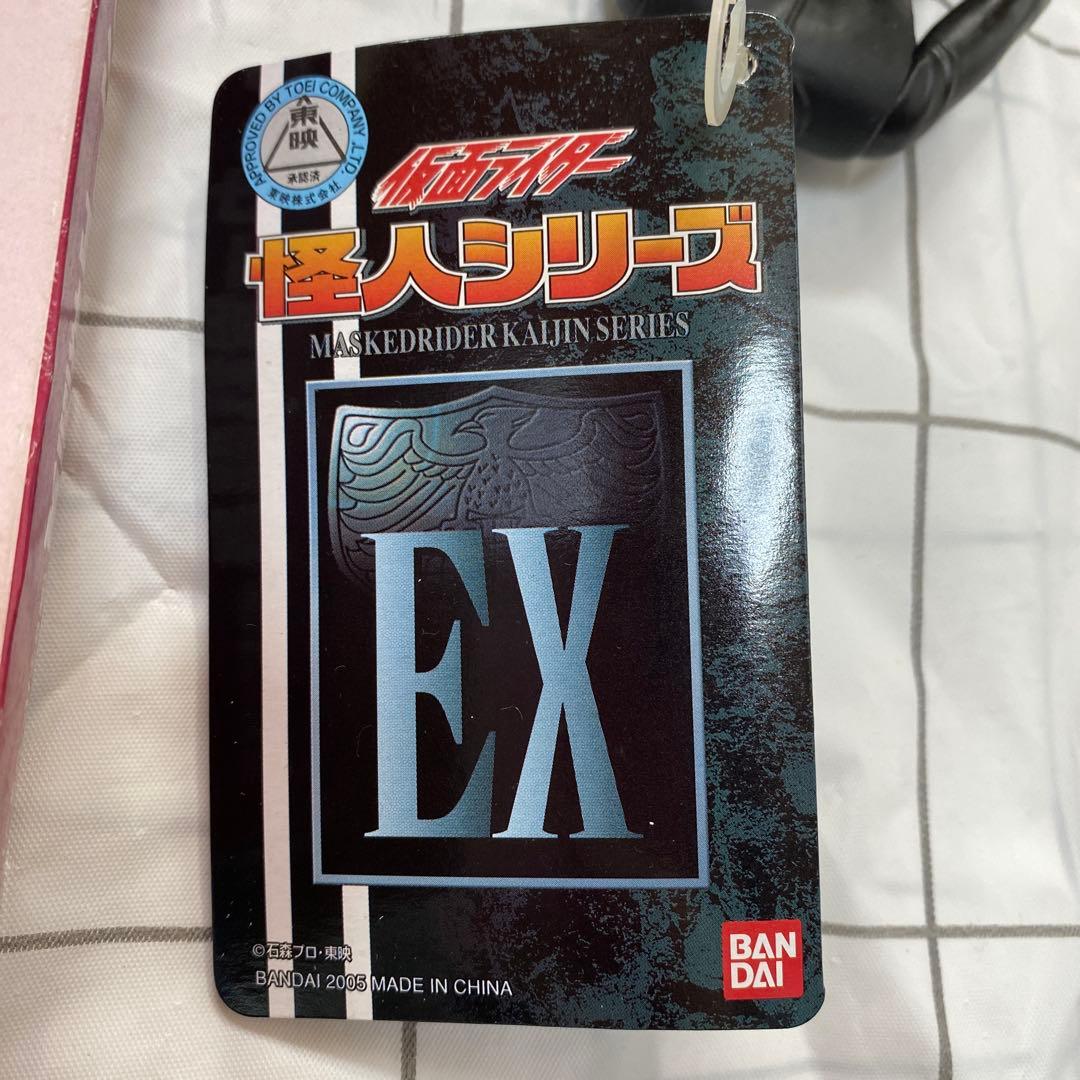 APPROVED BY TOEI COMPANY, LTD.
東映
承認済
東映株式会社
仮面ライダー
怪人シリーズ
MASKEDRIDER KAIJIN SERIES
EX
©石森プロ・東映
BANDAI 2005 MADE IN CHINA
BAN
DAI